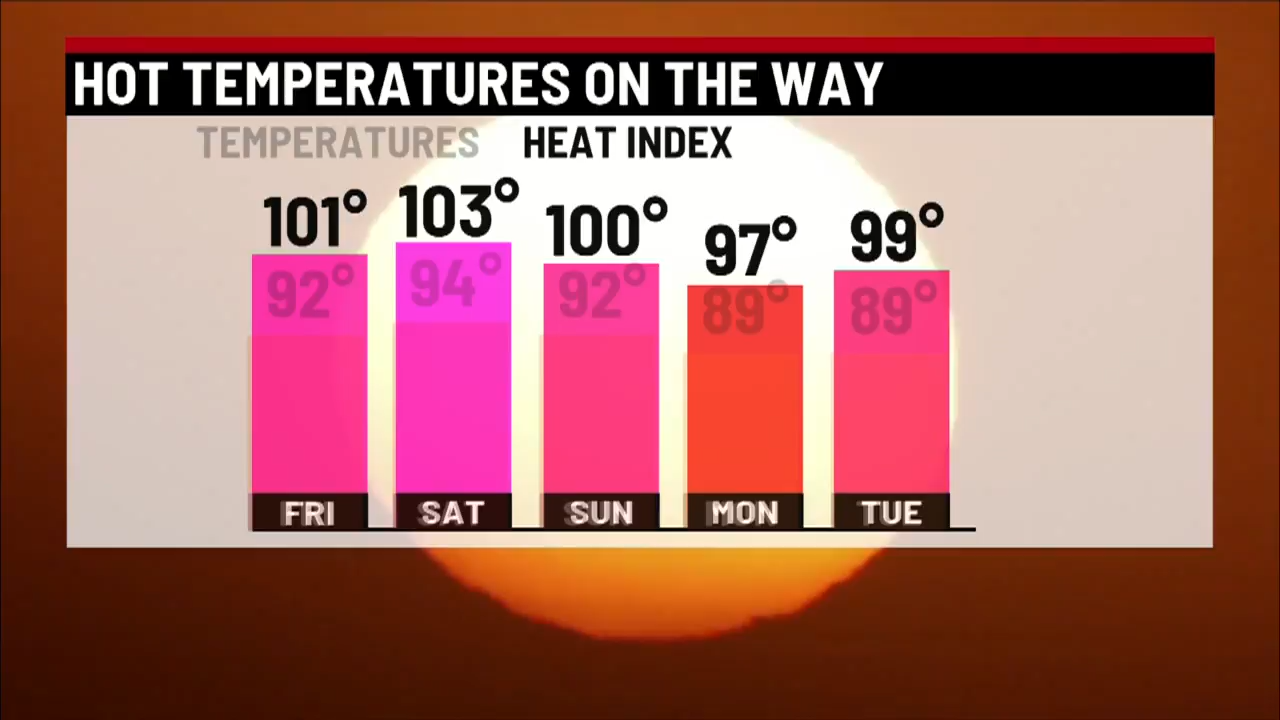 HOT TEMPERATURES ON THE WAY
TEMPERATURES HEAT INDEX
101° 103° 100° 97° 99°
92° 94° 92° 89° 89°
FRI SAT SUN MON TUE